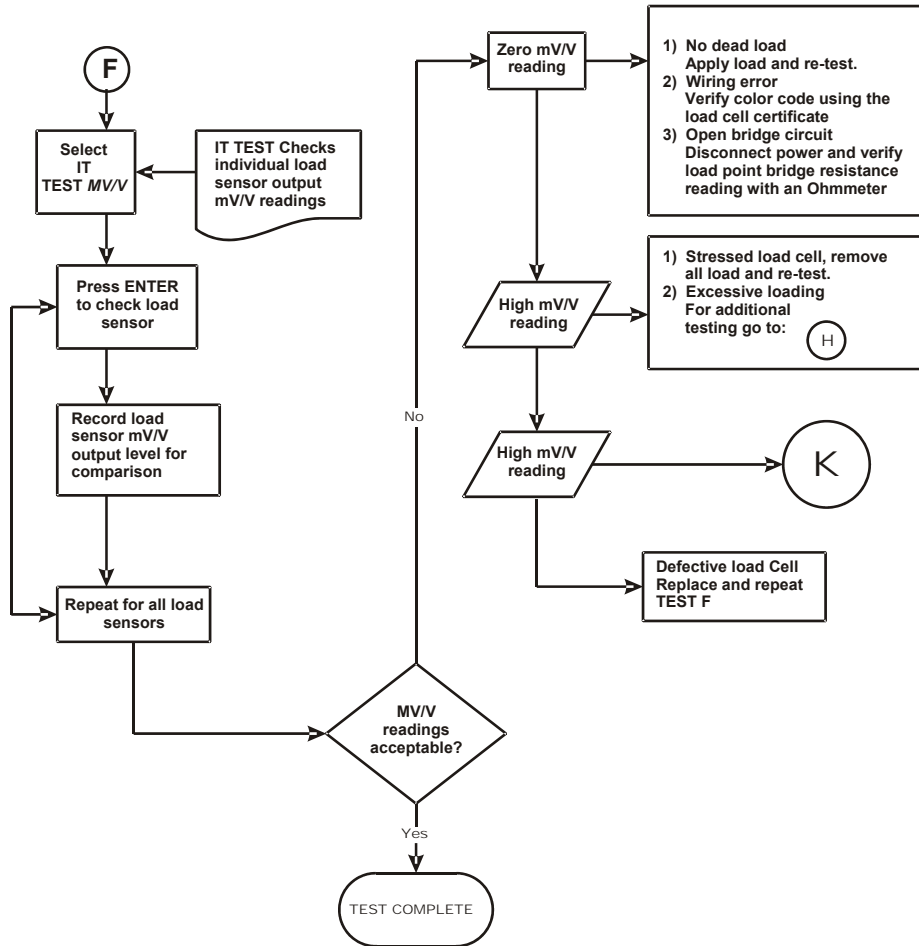 F
Select
IT
TEST MV/V
IT TEST Checks
individual load
sensor output
mV/V readings
Press ENTER
to check load
sensor
Record load
sensor mV/V
output level for
comparison
Repeat for all load
sensors
MV/V
readings
acceptable?
Yes
TEST COMPLETE
No
Zero mV/V
reading
1) No dead load
Apply load and re-test.
2) Wiring error
Verify color code using the
load cell certificate
3) Open bridge circuit
Disconnect power and verify
load point bridge resistance
reading with an Ohmmeter
High mV/V
reading
1) Stressed load cell, remove
all load and re-test.
2) Excessive loading
For additional
testing go to:
H
High mV/V
reading
K
Defective load Cell
Replace and repeat
TEST F